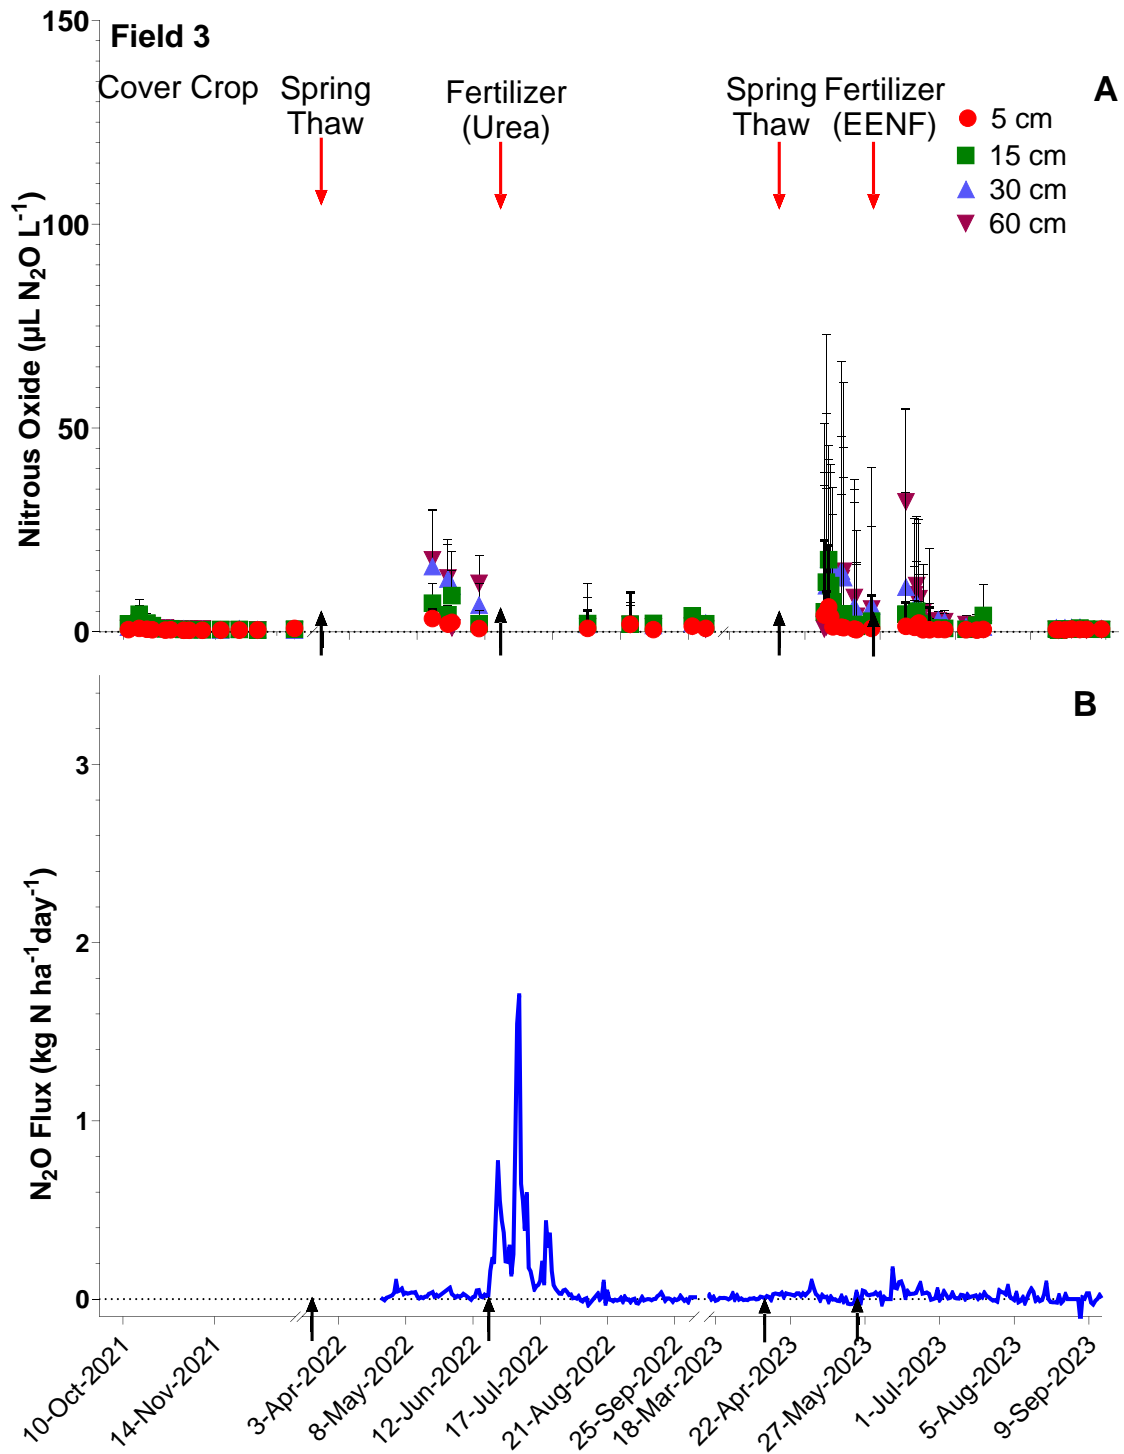 150
Field 3
Cover Crop
Spring
Thaw
Fertilizer
(Urea)
Spring
Thaw
Fertilizer
(EENF)
A
5 cm
15 cm
30 cm
60 cm
100
50
0
Nitrous Oxide (µL N₂O L⁻¹)
B
3
2
1
0
N₂O Flux (kg N ha⁻¹day⁻¹)
10-Oct-2021
14-Nov-2021
3-Apr-2022
8-May-2022
12-Jun-2022
17-Jul-2022
21-Aug-2022
25-Sep-2022
18-Mar-2023
22-Apr-2023
27-May-2023
1-Jul-2023
5-Aug-2023
9-Sep-2023